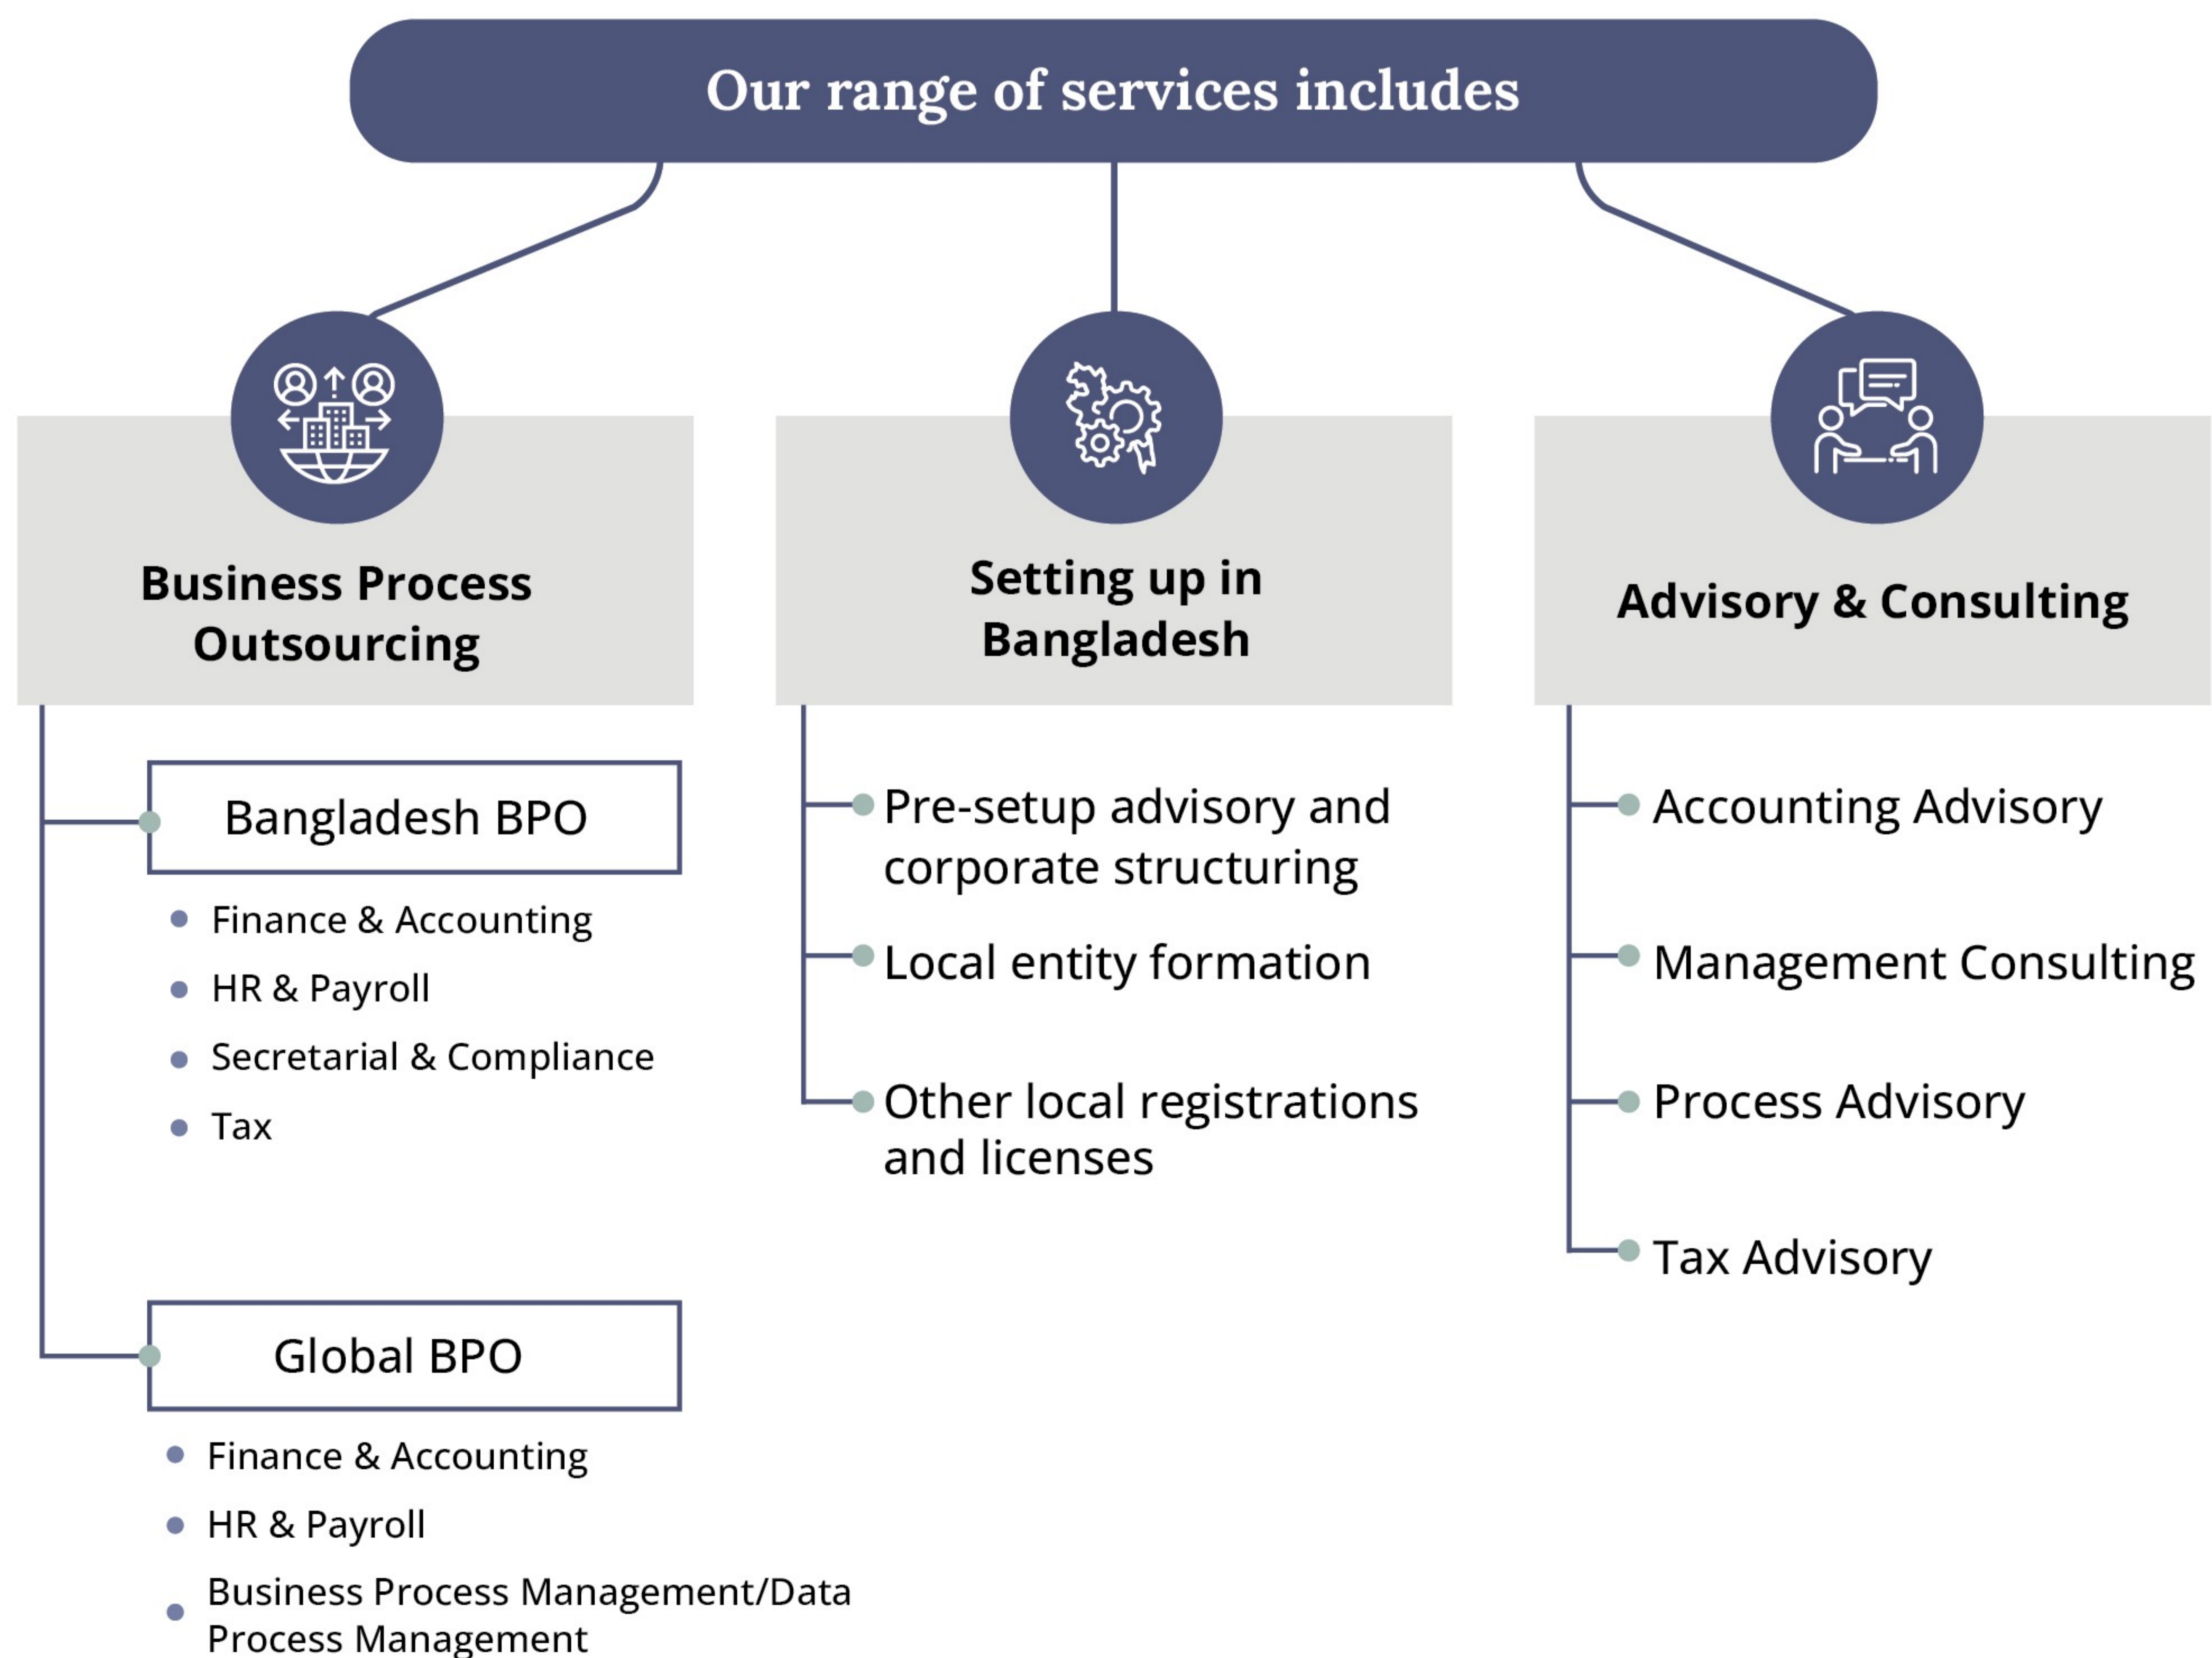 Our range of services includes
Business Process
Outsourcing
Bangladesh BPO
Finance & Accounting
HR & Payroll
Secretarial & Compliance
Tax
Global BPO
Finance & Accounting
HR & Payroll
Business Process Management/Data
Process Management
Setting up in
Bangladesh
Pre-setup advisory and
corporate structuring
Local entity formation
Other local registrations
and licenses
Advisory & Consulting
Accounting Advisory
Management Consulting
Process Advisory
Tax Advisory